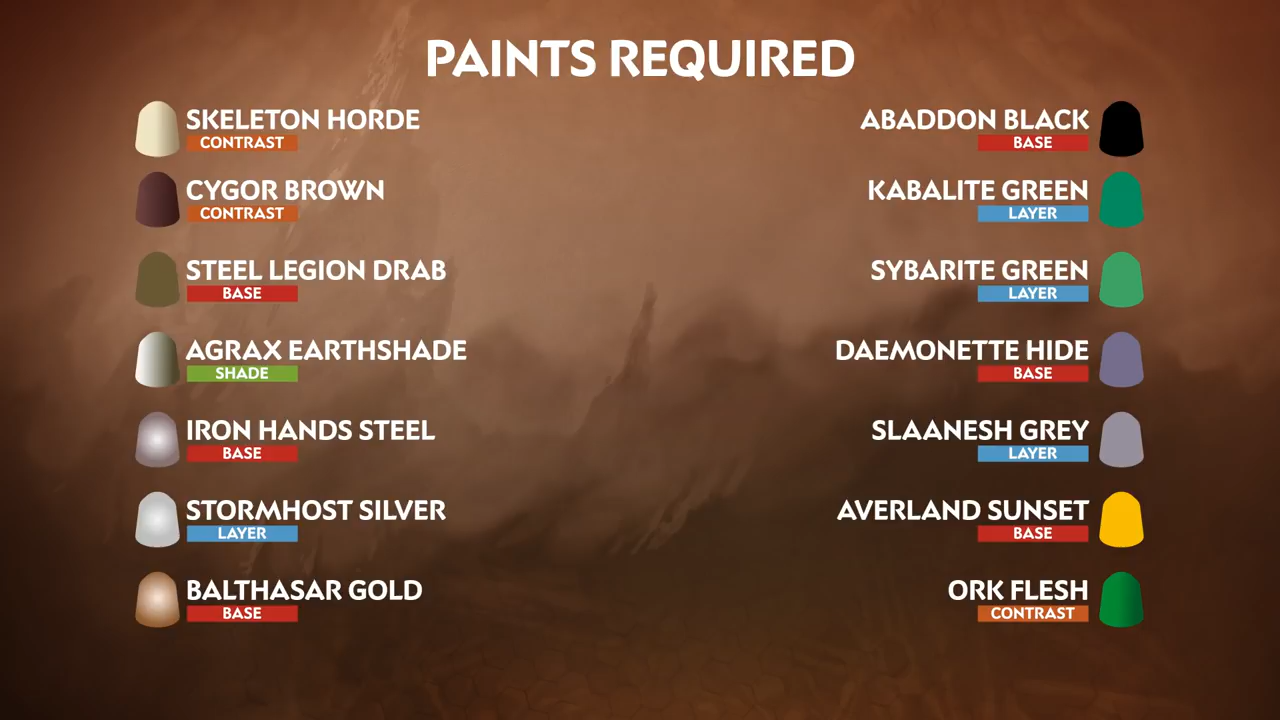 PAINTS REQUIRED
SKELETON HORDE
CONTRAST
CYGOR BROWN
CONTRAST
STEEL LEGION DRAB
BASE
AGRAX EARTHSHADE
SHADE
IRON HANDS STEEL
BASE
STORMHOST SILVER
LAYER
BALTHASAR GOLD
BASE
ABADDON BLACK
BASE
KABALITE GREEN
LAYER
SYBARITE GREEN
LAYER
DAEMONETTE HIDE
BASE
SLAANESH GREY
LAYER
AVERLAND SUNSET
BASE
ORK FLESH
CONTRAST